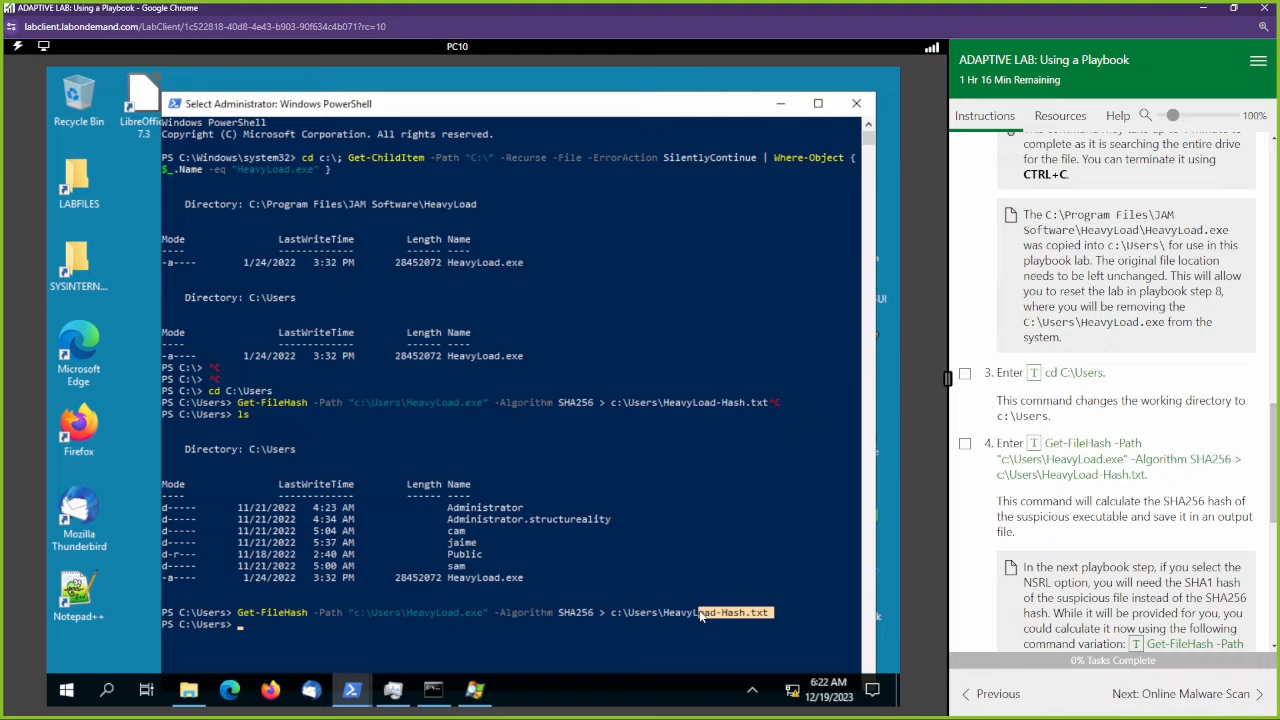 ADAPTIVE LAB: Using a Playbook - Google Chrome
labclient.labondemand.com/LabClient/1c522818-40d8-4e43-b903-90f634c4b071?rc=10
PC10
Recycle Bin
LibreOffi
7.3
LABFILES
SYSINTERN...
Microsoft
Edge
Firefox
Mozilla
Thunderbird
Notepad++
Select Administrator: Windows PowerShell
Windows PowerShell
Copyright (C) Microsoft Corporation. All rights reserved.
PS C:\Windows\system32> cd c:\; Get-ChildItem -Path "C:\" -Recurse -File -ErrorAction SilentlyContinue | Where-Object {
$_.Name -eq "HeavyLoad.exe" }
Directory: C:\Program Files\JAM Software\HeavyLoad
Mode LastWriteTime Length Name
---- ------------- ------ ----
-a---- 1/24/2022 3:32 PM 28452072 HeavyLoad.exe
Directory: C:\Users
Mode LastWriteTime Length Name
---- ------------- ------ ----
-a---- 1/24/2022 3:32 PM 28452072 HeavyLoad.exe
PS C:\> ^C
PS C:\> ^C
PS C:\> cd C:\Users
PS C:\Users> Get-FileHash -Path "c:\Users\HeavyLoad.exe" -Algorithm SHA256 > c:\Users\HeavyLoad-Hash.txt^C
PS C:\Users> ls
Directory: C:\Users
Mode LastWriteTime Length Name
---- ------------- ------ ----
d----- 11/21/2022 4:23 AM Administrator
d----- 11/21/2022 4:34 AM Administrator.structureality
d----- 11/21/2022 5:04 AM cam
d----- 11/21/2022 5:37 AM jaime
d-r--- 11/18/2022 2:40 AM Public
d----- 11/21/2022 5:00 AM sam
-a---- 1/24/2022 3:32 PM 28452072 HeavyLoad.exe
PS C:\Users> Get-FileHash -Path "c:\Users\HeavyLoad.exe" -Algorithm SHA256 > c:\Users\HeavyLoad-Hash.txt
PS C:\Users>
6:22 AM
12/19/2023
ADAPTIVE LAB: Using a Playbook
1 Hr 16 Min Remaining
Instructions Resources Help 100%
complete as it is searching the entire drive
for the file. You can terminate it using
CTRL+C.
The C:\Program Files\JAM
Software\HeavyLoad\HeavyLoad.exe
was copied into c:\Users\ for use in this
playbook lab. The original file location
needs to be left unchanged. This will allow
you to reset the lab in playbook step 8,
where you will be removing the
C:\Users\HeavyLoad.exe from the
system.
3. Enter T cd C:\Users.
This command changes the working directory to
c:\Users.
4. Enter T Get-FileHash -Path
"c:\Users\HeavyLoad.exe" -Algorithm SHA256 >
c:\Users\HeavyLoad-Hash.txt.
This command will calculate the SHA256 hash of
the suspicious executable and save it in an output
file.
In the next playbook step, if you select the
NSRL option, you will need the SHA1 hash
of the suspicious file instead of the SHA256
hash. While it will be provided for you, you
could calculate it now using the following
command variation: T Get-FileHash -Path
0% Tasks Complete
Previous
Next: Online Malware Scan